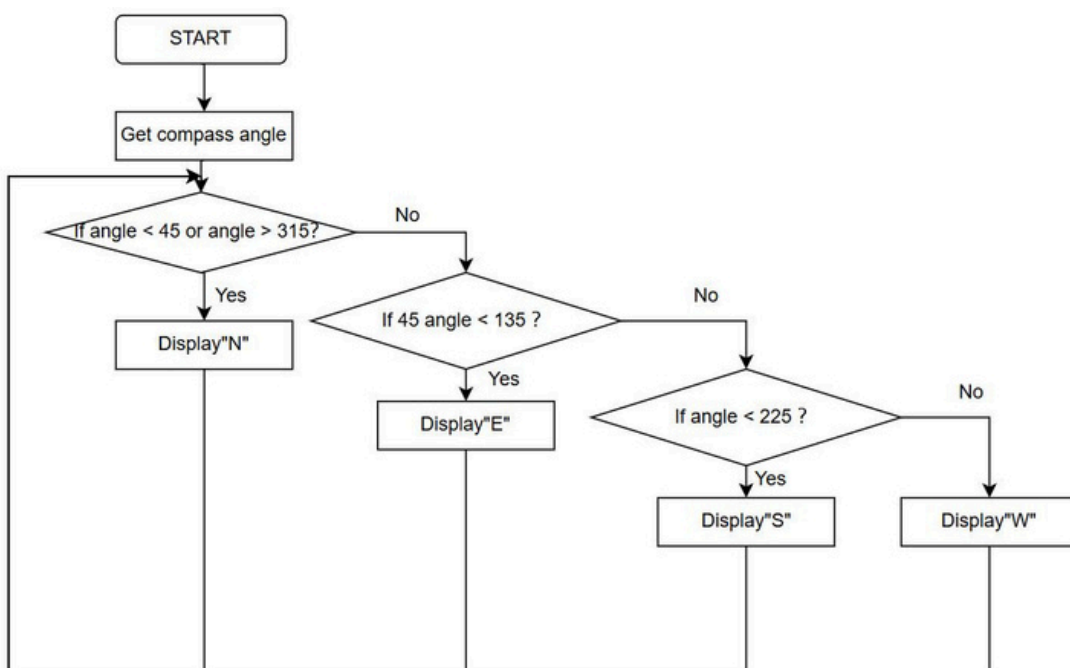 START
Get compass angle
If angle < 45 or angle > 315?
No
Yes
Display"N"
If 45 angle < 135 ?
No
Yes
Display"E"
If angle < 225 ?
No
Yes
Display"S"
Display"W"